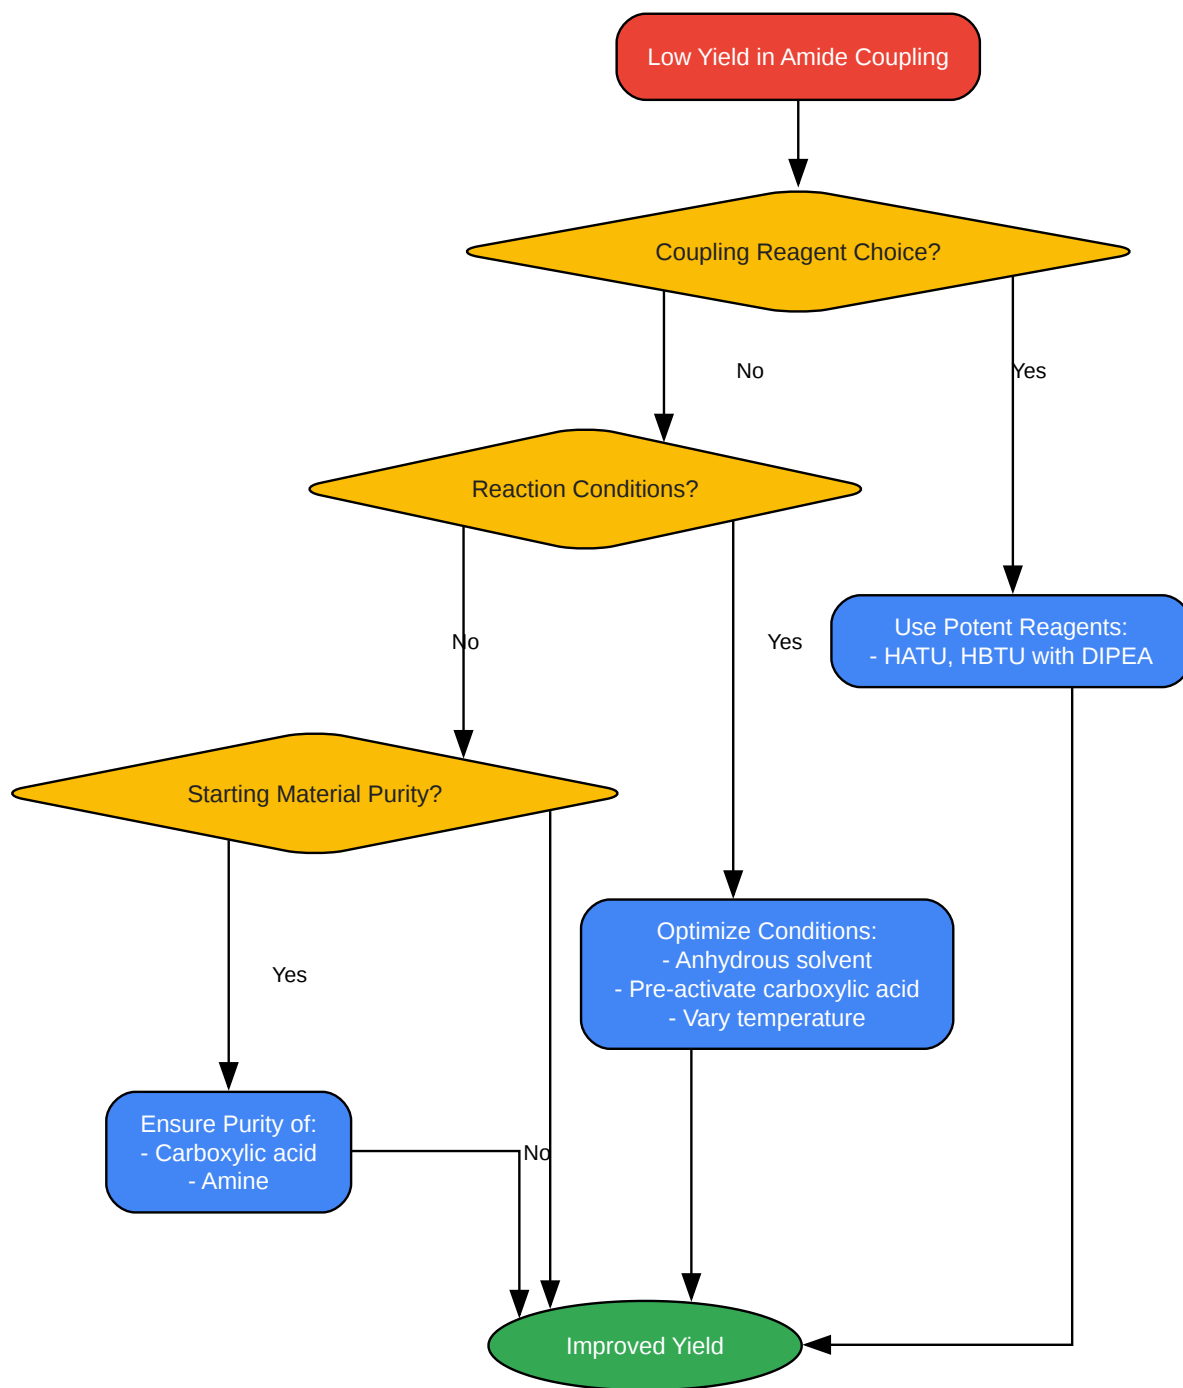 Low Yield in Amide Coupling
Coupling Reagent Choice?
No
Yes
Reaction Conditions?
Use Potent Reagents:
- HATU, HBTU with DIPEA
No
Yes
Starting Material Purity?
Optimize Conditions:
- Anhydrous solvent
- Pre-activate carboxylic acid
- Vary temperature
Yes
Ensure Purity of:
- Carboxylic acid
- Amine
No
Improved Yield